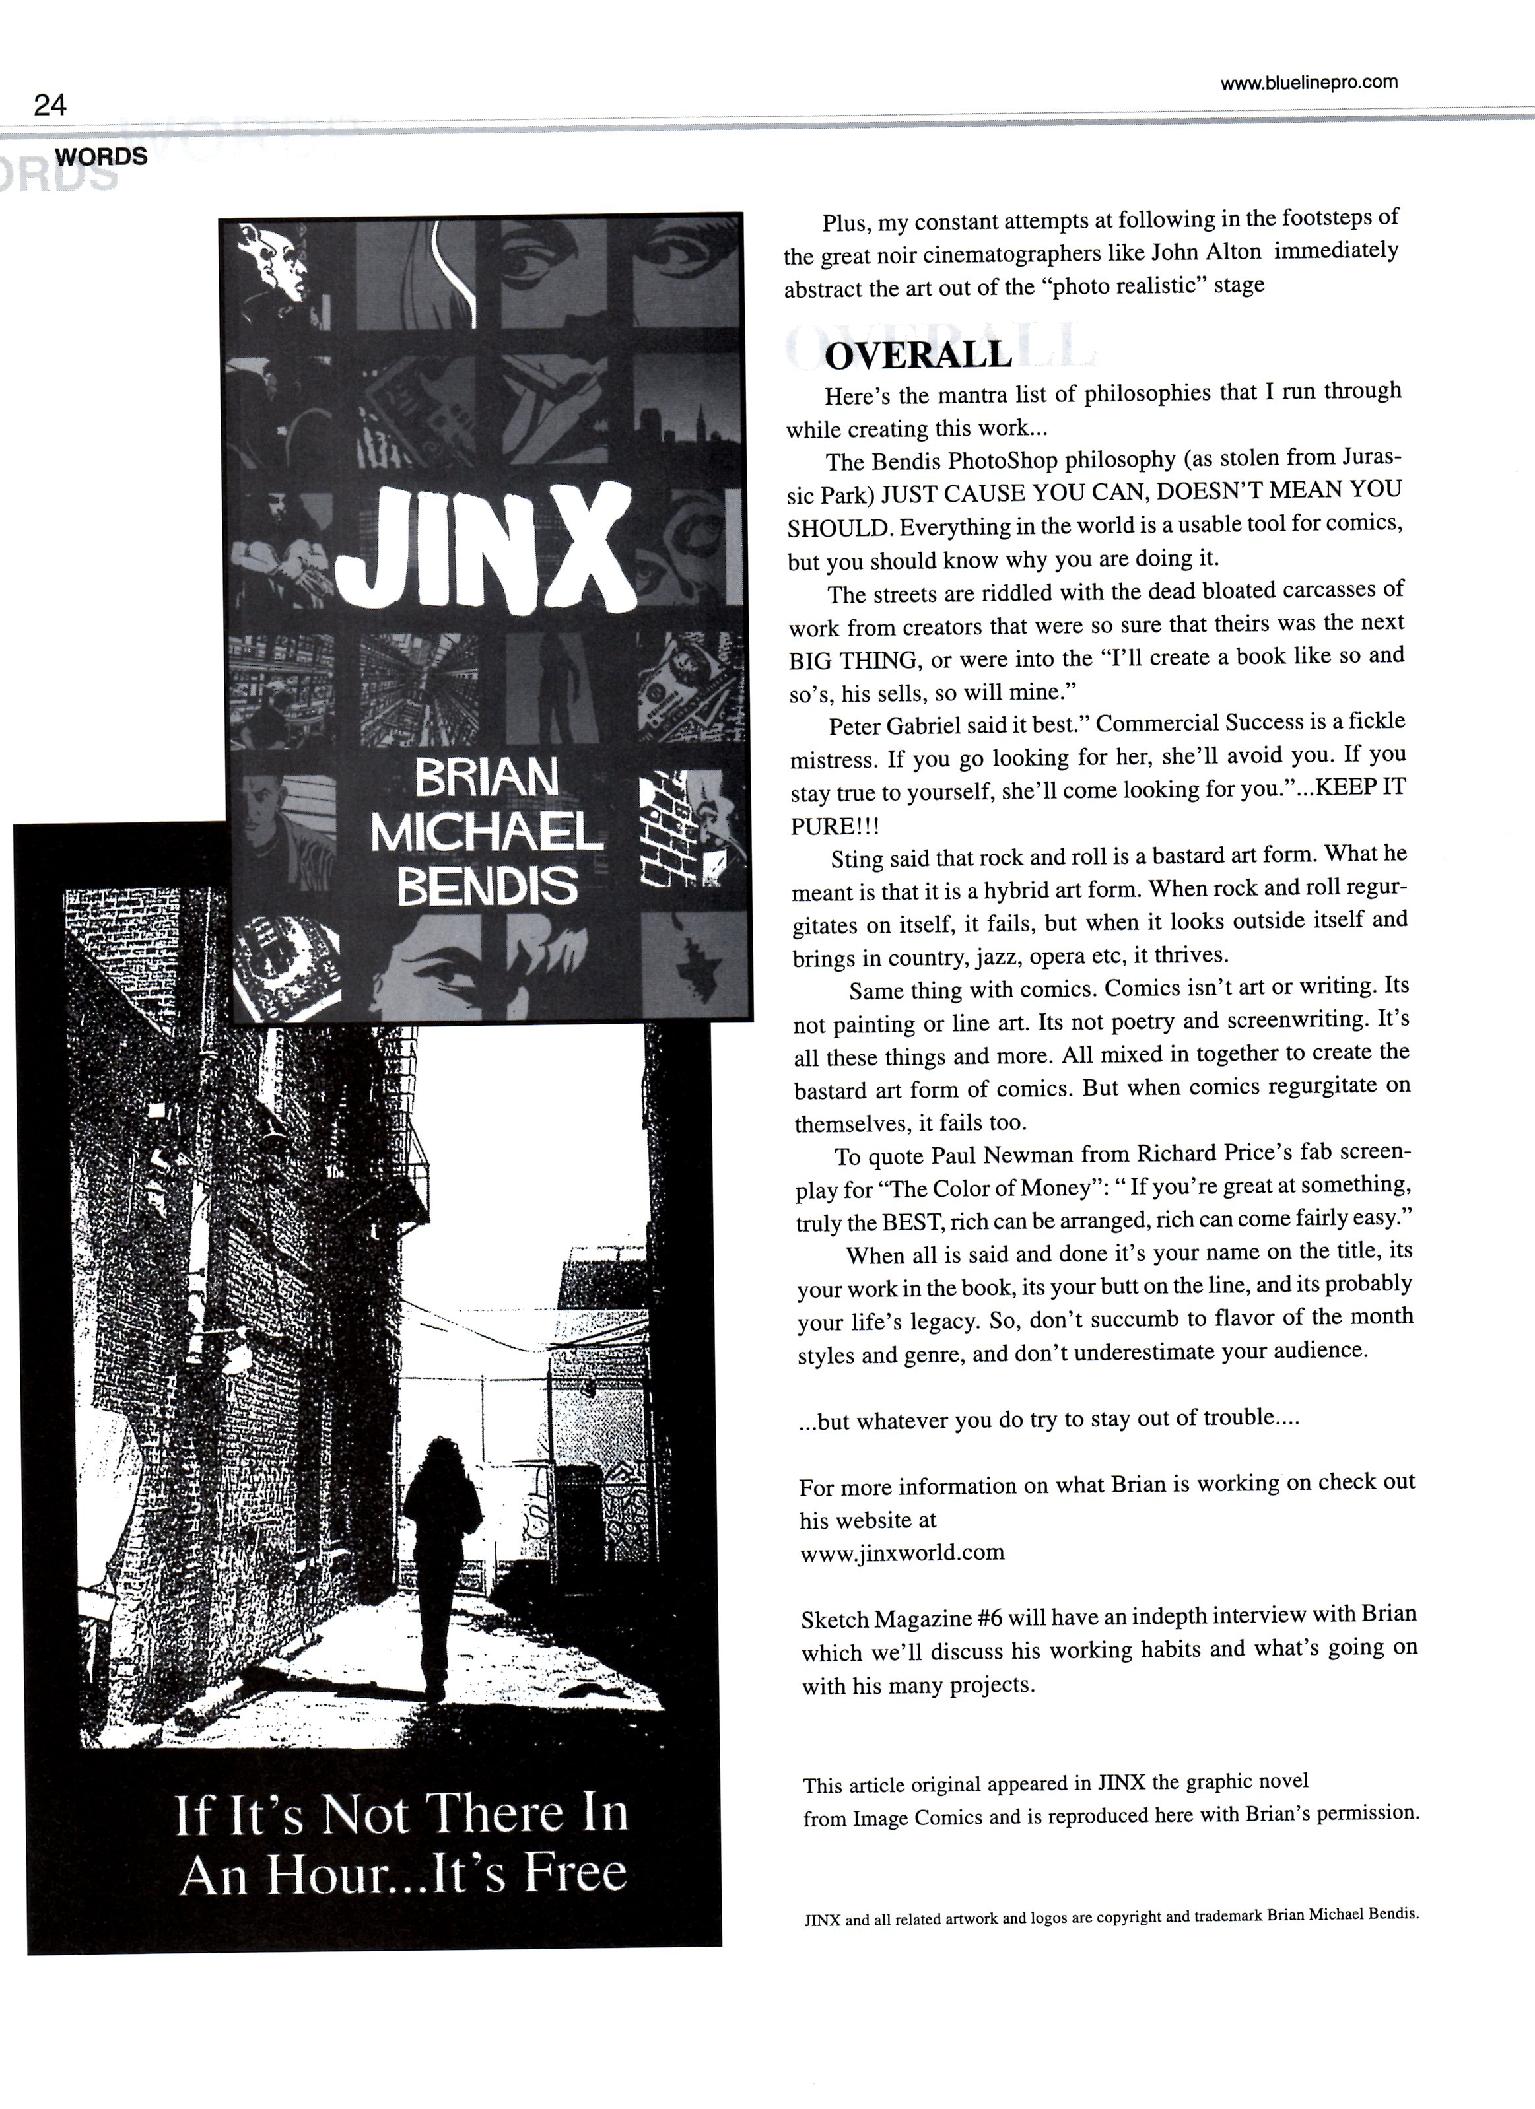 www.bluelinepro.com
24
WORDS
JINX
BRIAN
MICHAEL
BENDIS
If It's Not There In
An Hour...It's Free
Plus, my constant attempts at following in the footsteps of
the great noir cinematographers like John Alton immediately
abstract the art out of the “photo realistic” stage
OVERALL
Here's the mantra list of philosophies that I run through
while creating this work...
The Bendis PhotoShop philosophy (as stolen from Juras-
sic Park) JUST CAUSE YOU CAN, DOESN'T MEAN YOU
SHOULD. Everything in the world is a usable tool for comics,
but you should know why you are doing it.
The streets are riddled with the dead bloated carcasses of
work from creators that were so sure that theirs was the next
BIG THING, or were into the “I'll create a book like so and
so's, his sells, so will mine.”
Peter Gabriel said it best.” Commercial Success is a fickle
mistress. If you go looking for her, she'll avoid you. If you
stay true to yourself, she'll come looking for you.”...KEEP IT
PURE!!!
Sting said that rock and roll is a bastard art form. What he
meant is that it is a hybrid art form. When rock and roll regur-
gitates on itself, it fails, but when it looks outside itself and
brings in country, jazz, opera etc, it thrives.
Same thing with comics. Comics isn't art or writing. Its
not painting or line art. Its not poetry and screenwriting. It's
all these things and more. All mixed in together to create the
bastard art form of comics. But when comics regurgitate on
themselves, it fails too.
To quote Paul Newman from Richard Price's fab screen-
play for “The Color of Money”: “ If you're great at something,
truly the BEST, rich can be arranged, rich can come fairly easy.”
When all is said and done it's your name on the title, its
your work in the book, its your butt on the line, and its probably
your life's legacy. So, don't succumb to flavor of the month
styles and genre, and don't underestimate your audience.
...but whatever you do try to stay out of trouble....
For more information on what Brian is working on check out
his website at
www.jinxworld.com
Sketch Magazine #6 will have an indepth interview with Brian
which we'll discuss his working habits and what's going on
with his many projects.
This article original appeared in JINX the graphic novel
from Image Comics and is reproduced here with Brian's permission.
JINX and all related artwork and logos are copyright and trademark Brian Michael Bendis.